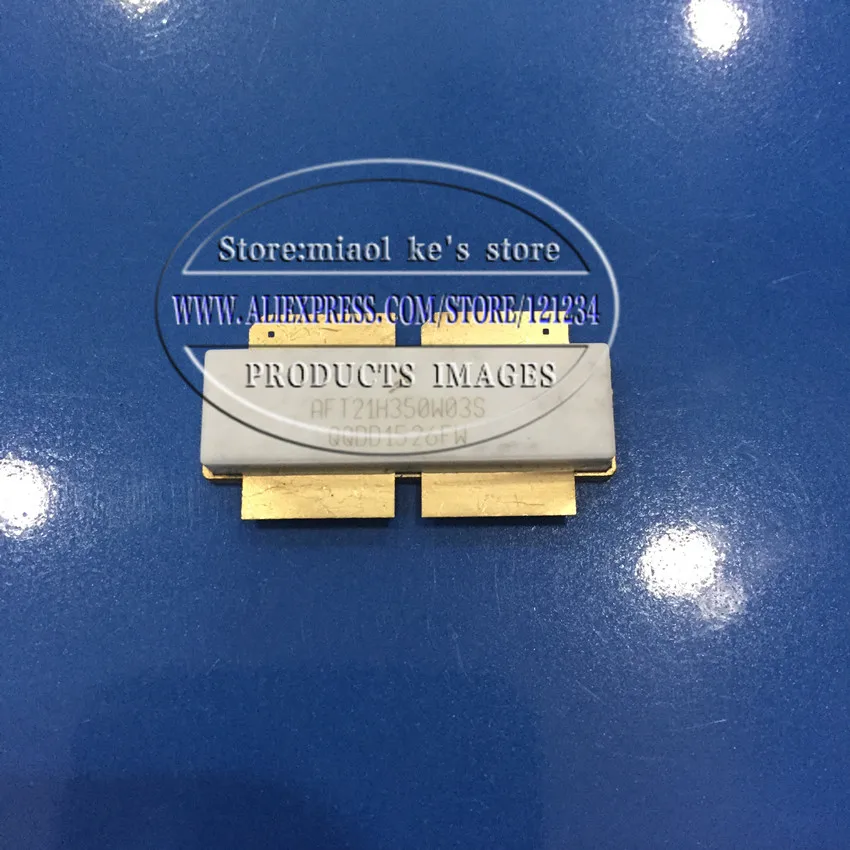 Store:miaol ke's store
WWW.ALIEXPRESS.COM/STORE/121234
PRODUCTS IMAGES
AFT21H350W03S
QQDD1526FW